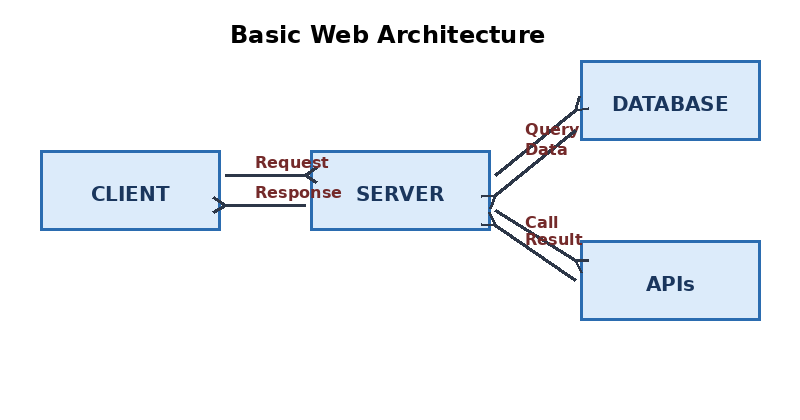 Basic Web Architecture
DATABASE
Query
Data
Request
CLIENT
Response
SERVER
Call
Result
APIs